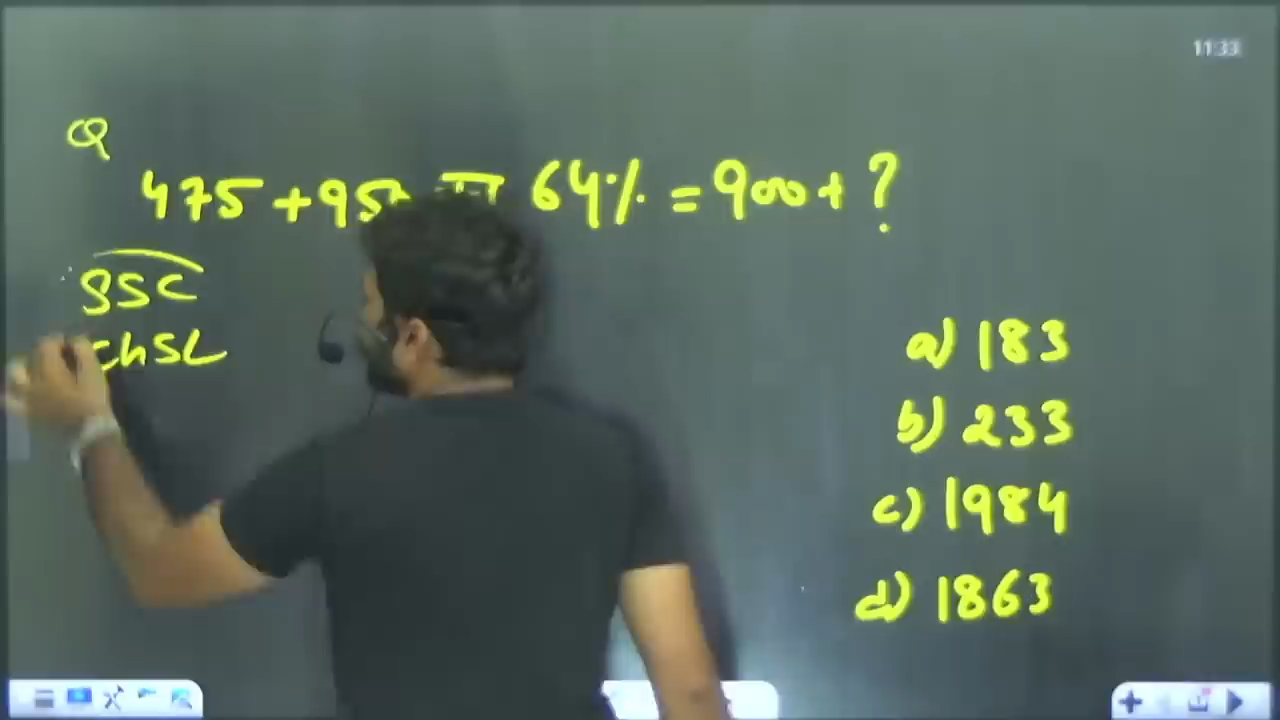 11:33
Q
475 + 95 64% = 900 + ?
SSC
ChSL
a) 183
b) 233
c) 1984
d) 1863